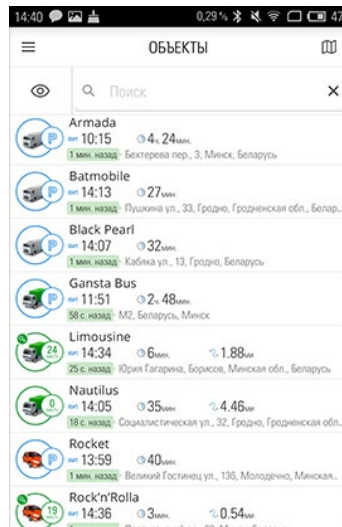 14:40 0,29 % 47
ОБЪЕКТЫ
Поиск
Armada
10:15 4ч. 24мин.
1 мин. назад Бехтерева пер., 3, Минск, Беларусь
Batmobile
14:13 27мин.
1 мин. назад Пушкина ул., 33, Гродно, Гродненская обл., Белар..
Black Pearl
14:07 32мин.
1 мин. назад Кабяка ул., 13, Гродно, Беларусь
Gansta Bus
11:51 2ч. 48мин.
58 с. назад М2, Беларусь, Минск
Limousine
24
14:34 6мин. 1.88км
25 с. назад Юрия Гагарина, Борисов, Минская обл., Беларусь
Nautilus
0
14:05 35мин. 4.46км
18 с. назад Социалистическая ул., 32, Гродно, Гродненская обл..
Rocket
13:59 40мин.
1 мин. назад Великий Гостинец ул., 136, Молодечно, Минская..
Rock'n'Rolla
19
14:36 3мин. 0.54км